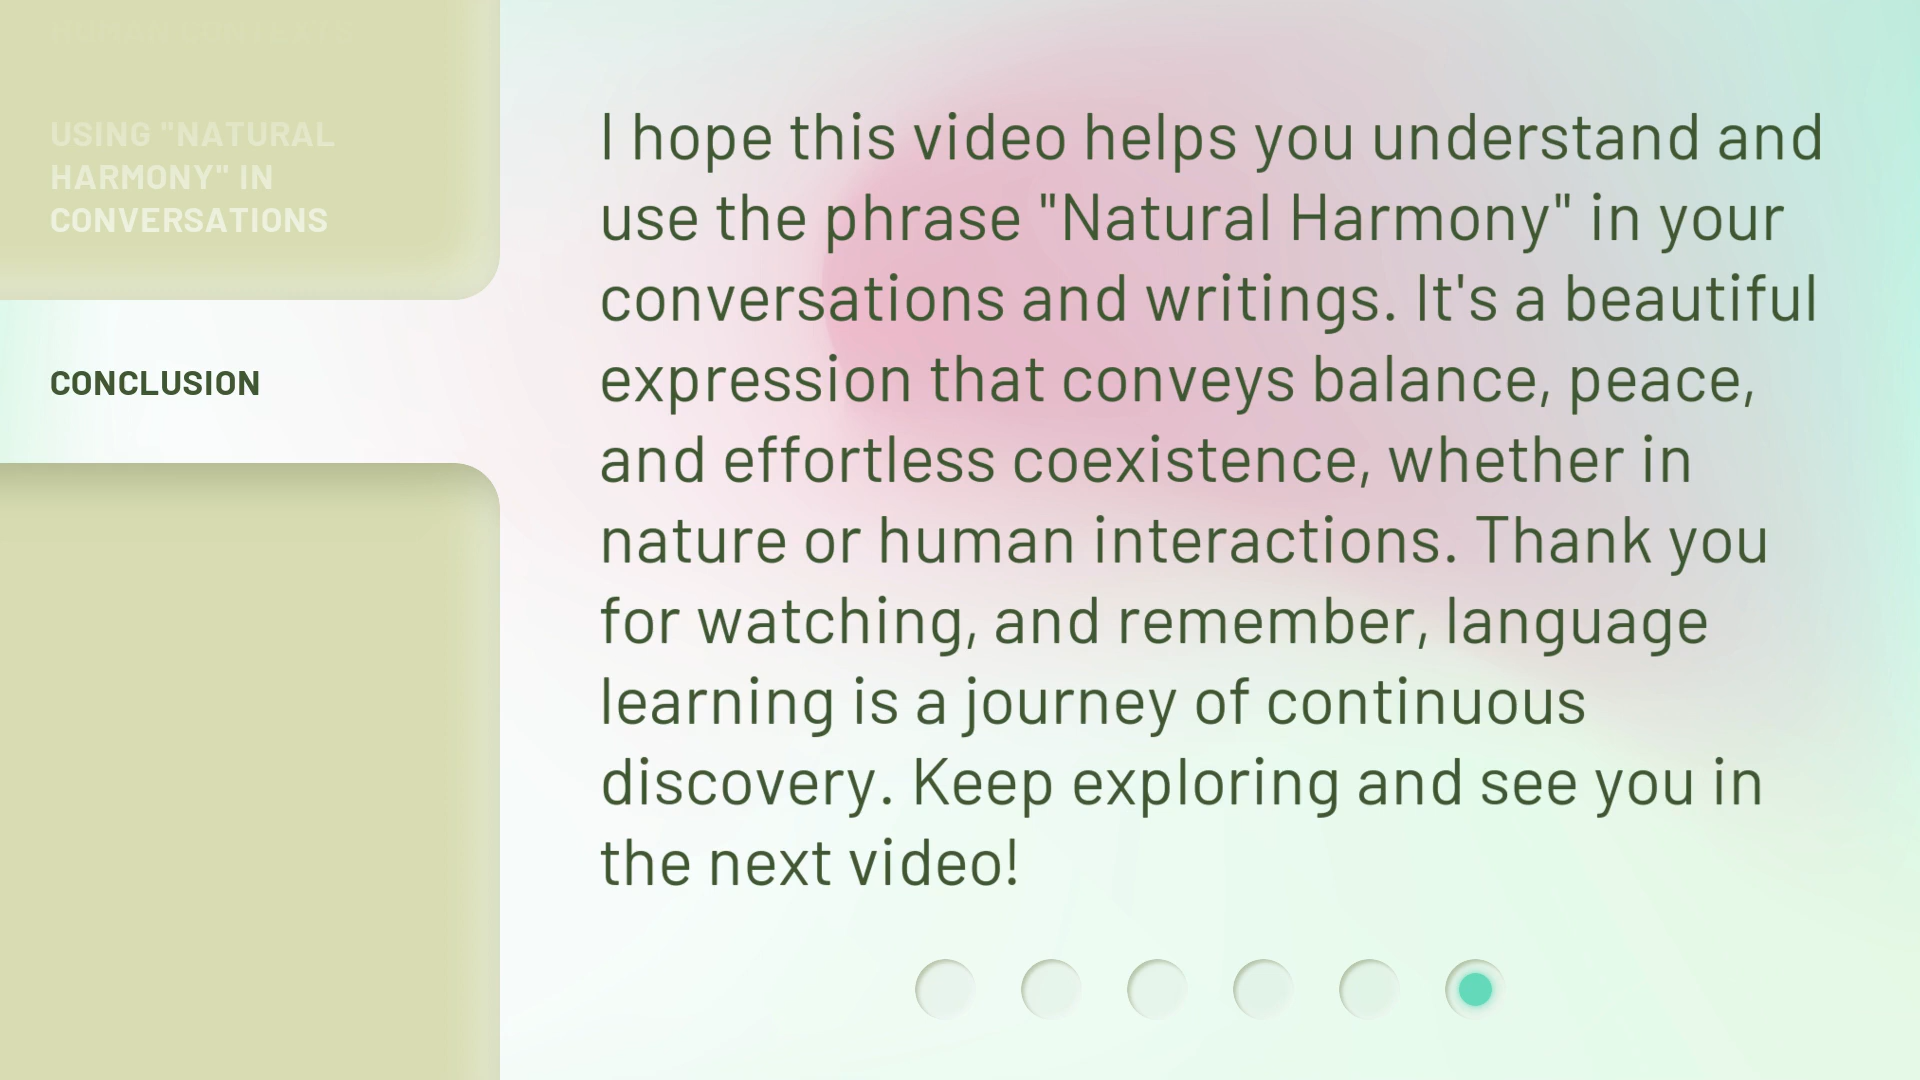 HUMAN CONTEXTS
USING "NATURAL
HARMONY" IN
CONVERSATIONS
CONCLUSION
I hope this video helps you understand and
use the phrase "Natural Harmony" in your
conversations and writings. It's a beautiful
expression that conveys balance, peace,
and effortless coexistence, whether in
nature or human interactions. Thank you
for watching, and remember, language
learning is a journey of continuous
discovery. Keep exploring and see you in
the next video!